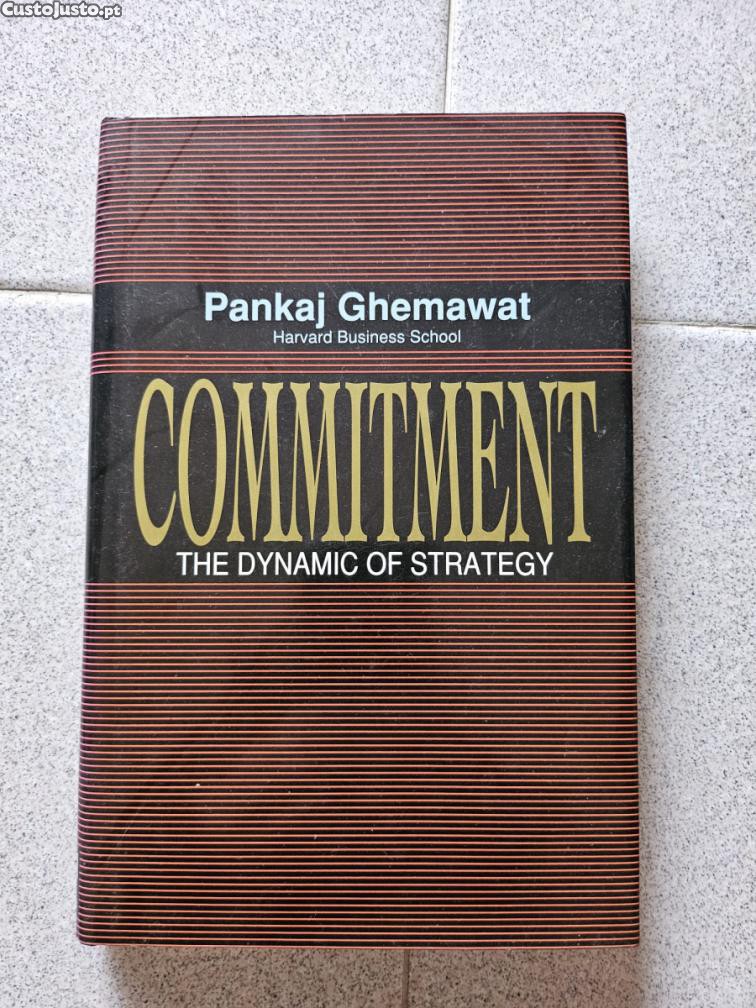 CustoJusto.pt
Pankaj Ghemawat
Harvard Business School
COMMITMENT
THE DYNAMIC OF STRATEGY